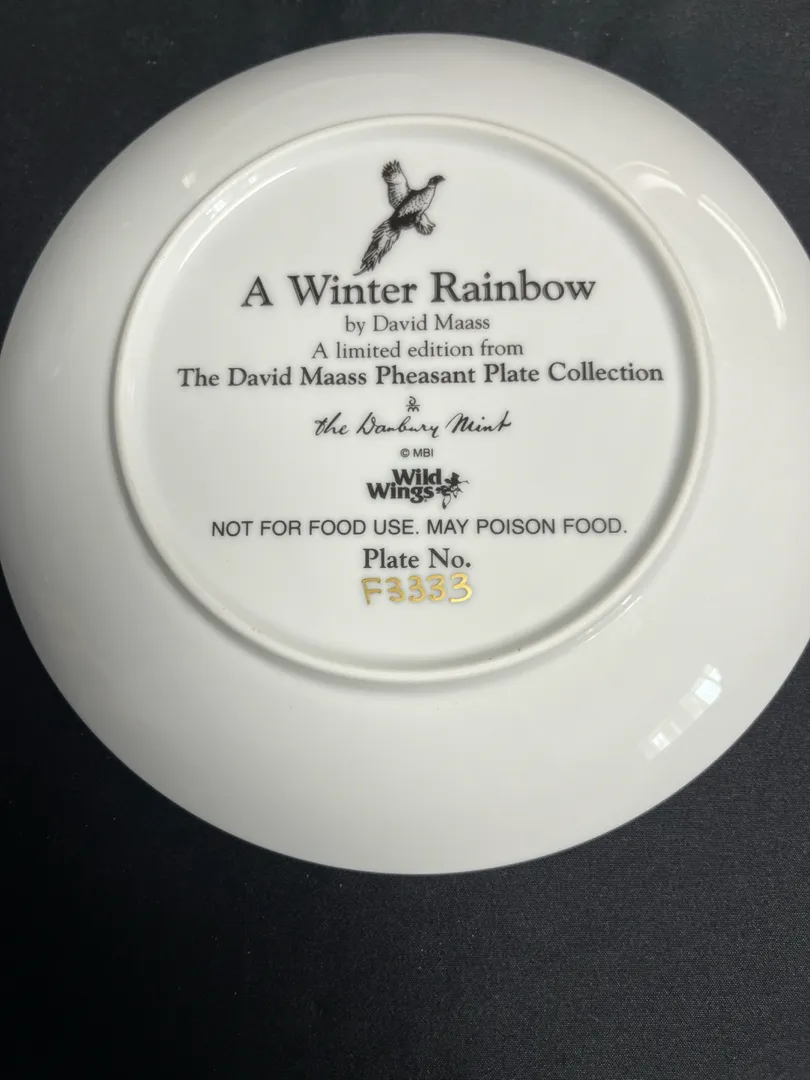 A Winter Rainbow
by David Maass
A limited edition from
The David Maass Pheasant Plate Collection
the Danbury Mint
© MBI
Wild
Wings®
NOT FOR FOOD USE. MAY POISON FOOD.
Plate No.
F3333